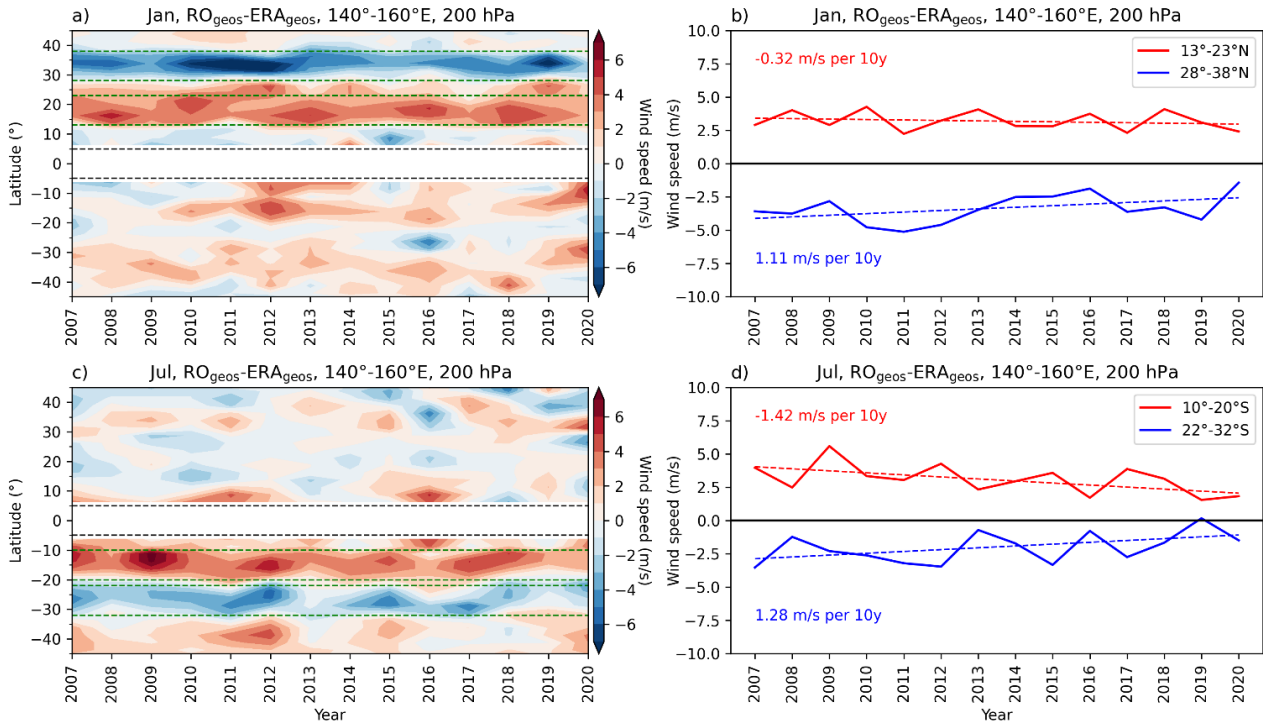 a) Jan, ROgeos-ERAgeos, 140°-160°E, 200 hPa
Latitude (°)
40
30
20
10
0
−10
−20
−30
−40
2007 2008 2009 2010 2011 2012 2013 2014 2015 2016 2017 2018 2019 2020
6
4
2
0
−2
−4
−6
Wind speed (m/s)
b) Jan, ROgeos-ERAgeos, 140°-160°E, 200 hPa
Wind speed (m/s)
10.0
7.5
5.0
2.5
0.0
−2.5
−5.0
−7.5
−10.0
-0.32 m/s per 10y
13°-23°N
28°-38°N
1.11 m/s per 10y
2007 2008 2009 2010 2011 2012 2013 2014 2015 2016 2017 2018 2019 2020
c) Jul, ROgeos-ERAgeos, 140°-160°E, 200 hPa
Latitude (°)
40
30
20
10
0
−10
−20
−30
−40
2007 2008 2009 2010 2011 2012 2013 2014 2015 2016 2017 2018 2019 2020
Year
6
4
2
0
−2
−4
−6
Wind speed (m/s)
d) Jul, ROgeos-ERAgeos, 140°-160°E, 200 hPa
Wind speed (m/s)
10.0
7.5
5.0
2.5
0.0
−2.5
−5.0
−7.5
−10.0
-1.42 m/s per 10y
10°-20°S
22°-32°S
1.28 m/s per 10y
2007 2008 2009 2010 2011 2012 2013 2014 2015 2016 2017 2018 2019 2020
Year